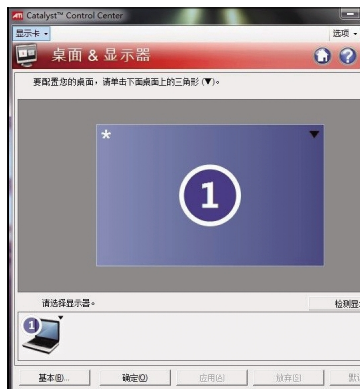 ATI Catalyst™ Control Center
显示卡
选项
桌面 & 显示器
要配置您的桌面，请单击下面桌面上的三角形 (▼)。
*
1
请选择显示器。
检测显
1
基本(B)... 确定(O) 应用(A) 放弃(S) 默